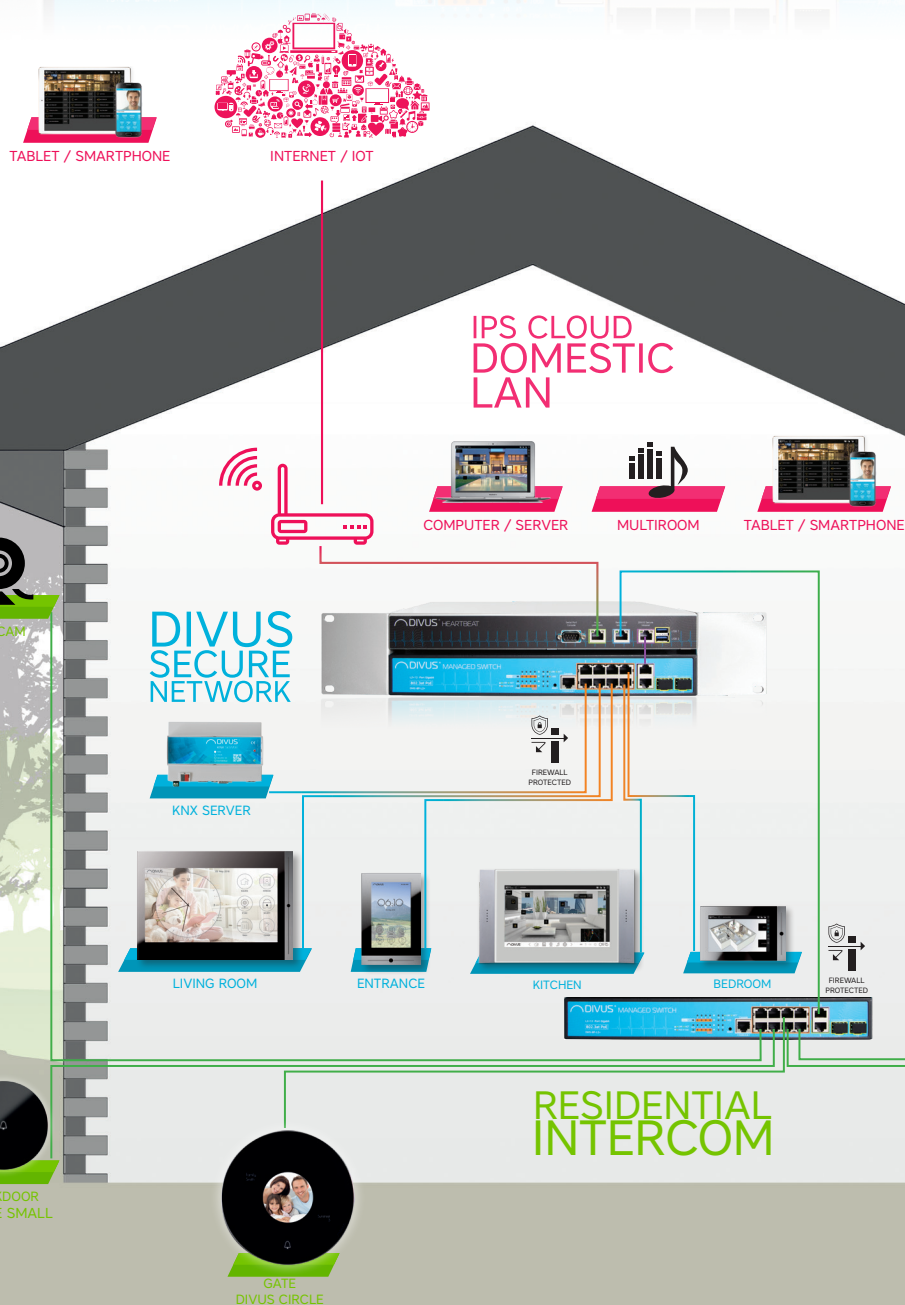 TABLET / SMARTPHONE
INTERNET / IOT
IPS CLOUD
DOMESTIC
LAN
COMPUTER / SERVER
MULTIROOM
TABLET / SMARTPHONE
CAM
DIVUS
SECURE
NETWORK
DIVUS HEARTBEAT
DIVUS MANAGED SWITCH
FIREWALL
PROTECTED
DIVUS
KNX SERVER
LIVING ROOM
ENTRANCE
KITCHEN
BEDROOM
FIREWALL
PROTECTED
DIVUS MANAGED SWITCH
RESIDENTIAL
INTERCOM
KDOOR
E SMALL
GATE
DIVUS CIRCLE